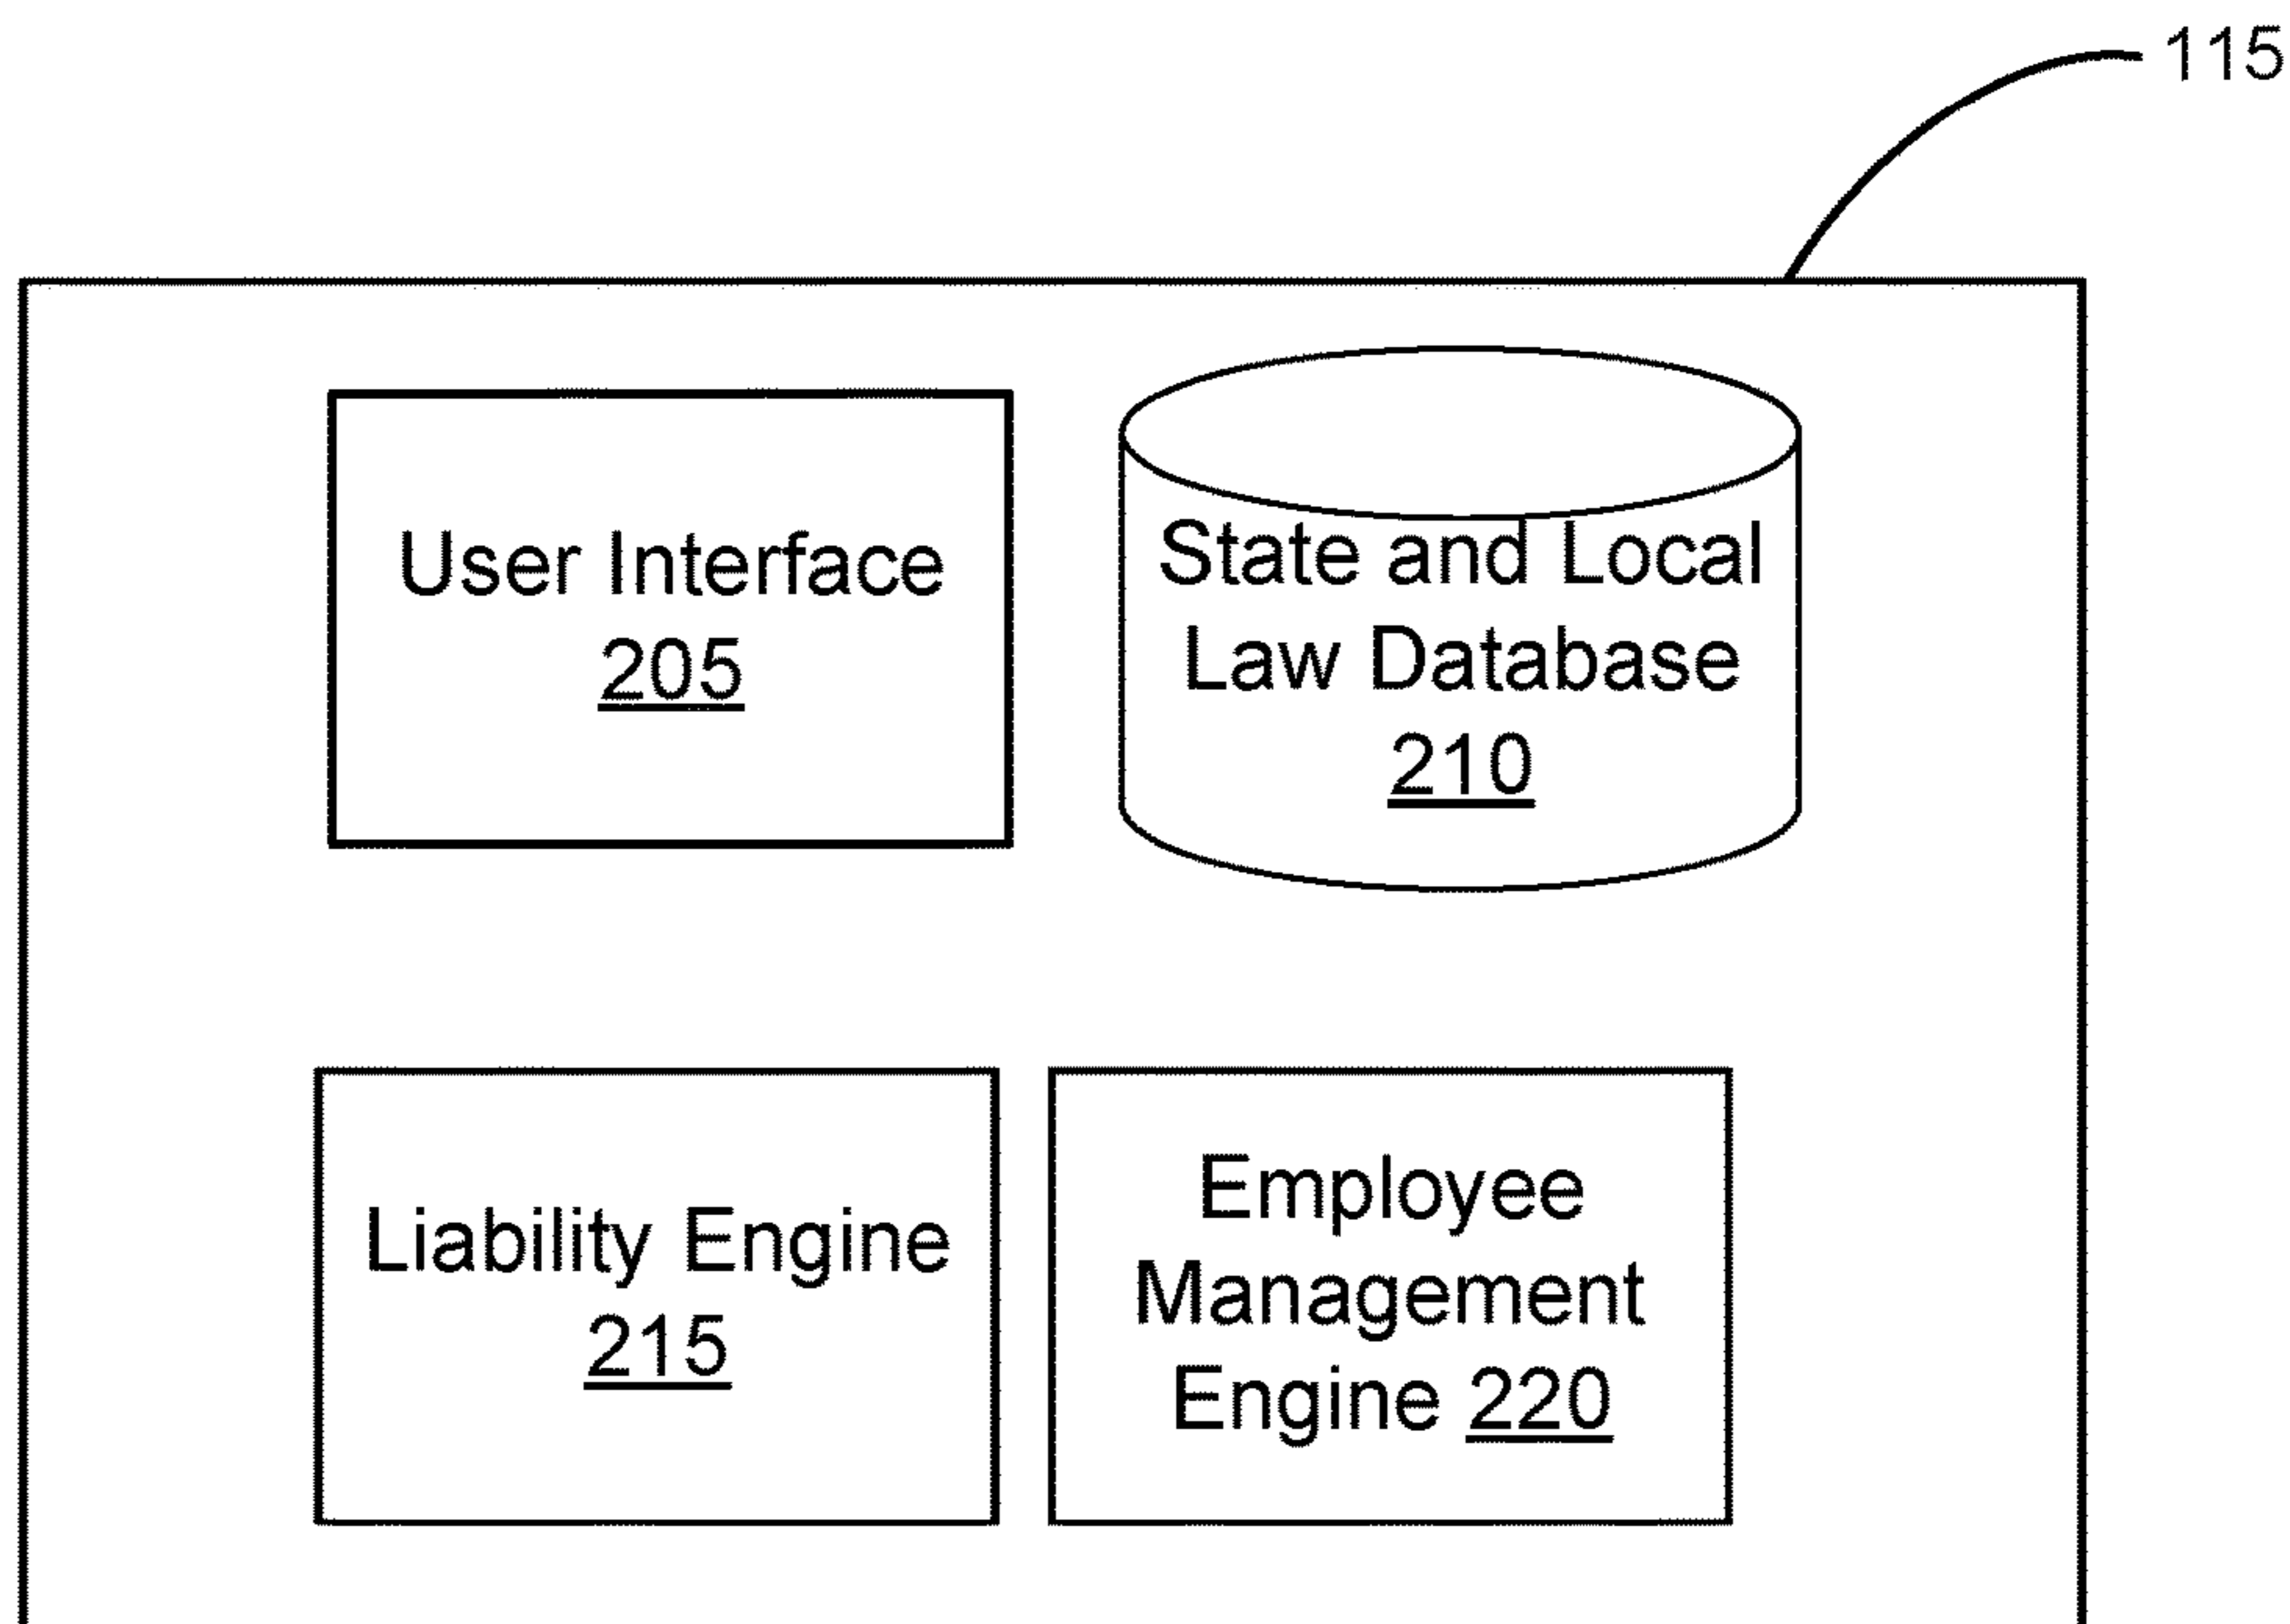 115
User Interface
205
State and Local
Law Database
210
Liability Engine
215
Employee
Management
Engine 220